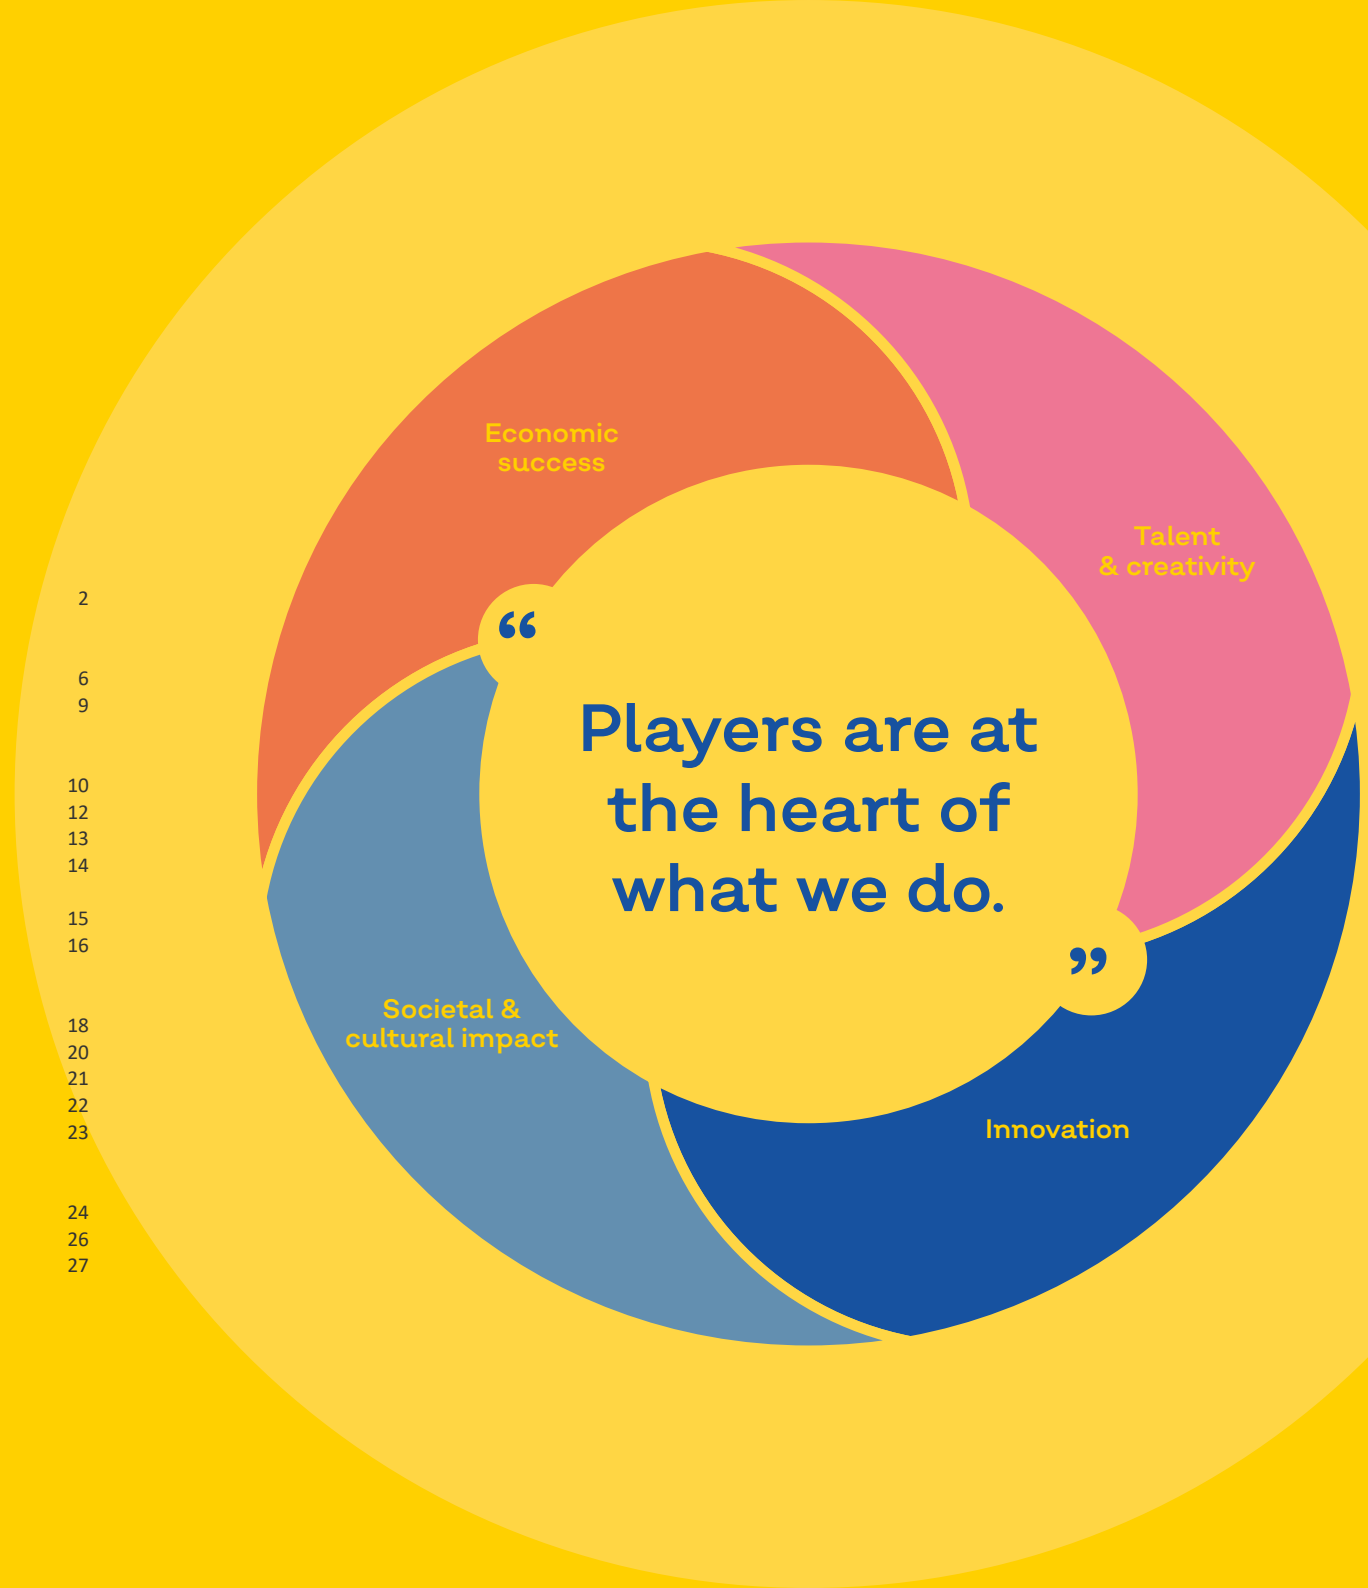 2
6
9
10
12
13
14
15
16
18
20
21
22
23
24
26
27
Economic
success
Talent
& creativity
“
Players are at
the heart of
what we do.
”
Societal &
cultural impact
Innovation